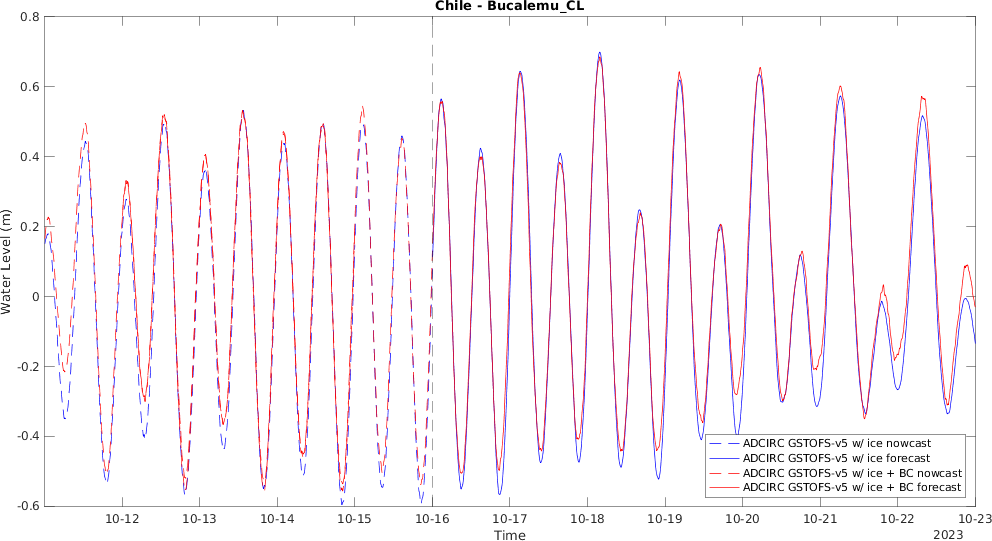 Chile - Bucalemu_CL
Water Level (m)
0.8
0.6
0.4
0.2
0
-0.2
-0.4
-0.6
10-12 10-13 10-14 10-15 10-16 10-17 10-18 10-19 10-20 10-21 10-22 10-23
Time
2023
ADCIRC GSTOFS-v5 w/ ice nowcast
ADCIRC GSTOFS-v5 w/ ice forecast
ADCIRC GSTOFS-v5 w/ ice + BC nowcast
ADCIRC GSTOFS-v5 w/ ice + BC forecast